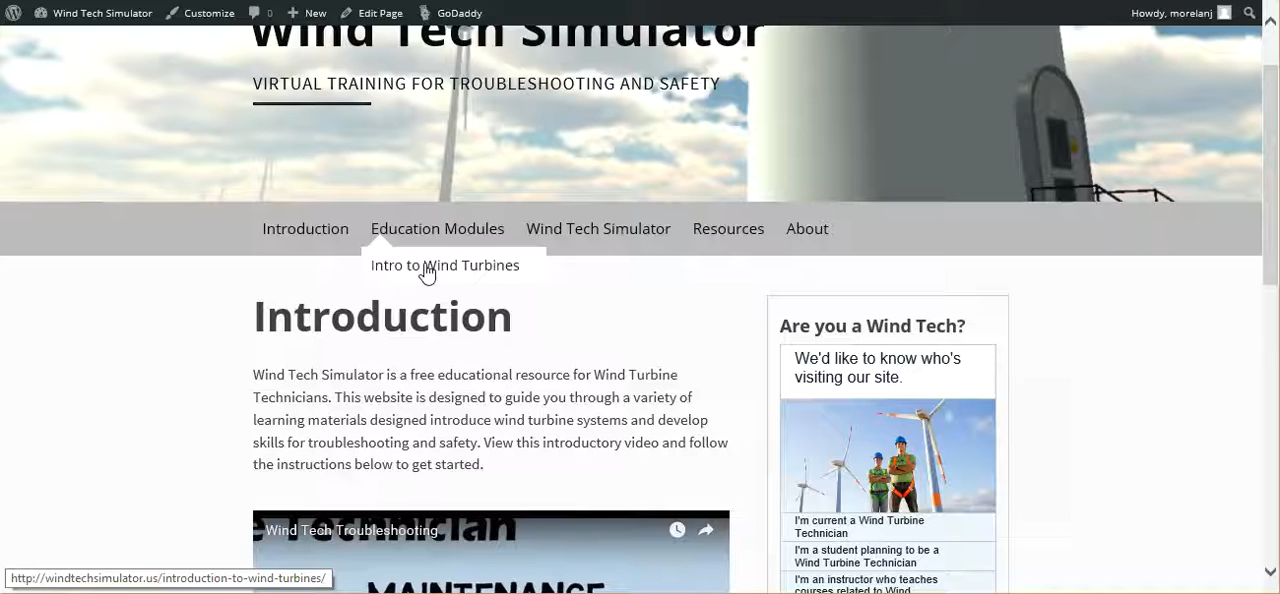 Wind Tech Simulator Customize 0 New Edit Page GoDaddy Howdy, morelanj
Wind Tech Simulator
VIRTUAL TRAINING FOR TROUBLESHOOTING AND SAFETY
Introduction Education Modules Wind Tech Simulator Resources About
Intro to Wind Turbines
Introduction
Wind Tech Simulator is a free educational resource for Wind Turbine
Technicians. This website is designed to guide you through a variety of
learning materials designed introduce wind turbine systems and develop
skills for troubleshooting and safety. View this introductory video and follow
the instructions below to get started.
Wind Tech Troubleshooting
e Technician
MAINTENANCE
Are you a Wind Tech?
We'd like to know who's
visiting our site.
I'm current a Wind Turbine
Technician
I'm a student planning to be a
Wind Turbine Technician
I'm an instructor who teaches
courses related to Wind
http://windtechsimulator.us/introduction-to-wind-turbines/